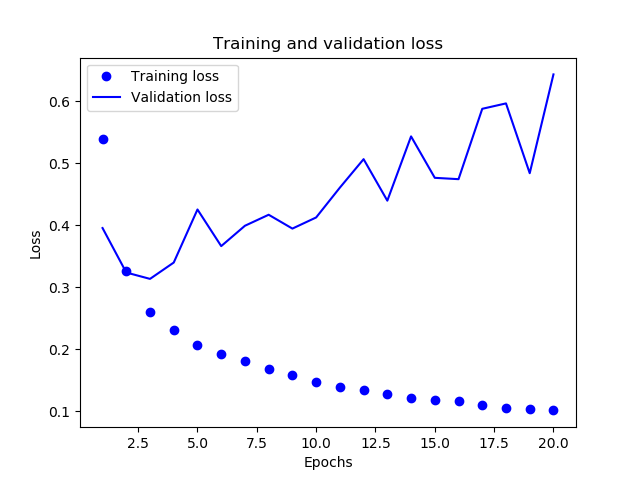 Training and validation loss
Training loss
Validation loss
0.6
0.5
0.4
0.3
0.2
0.1
Loss
2.5 5.0 7.5 10.0 12.5 15.0 17.5 20.0
Epochs